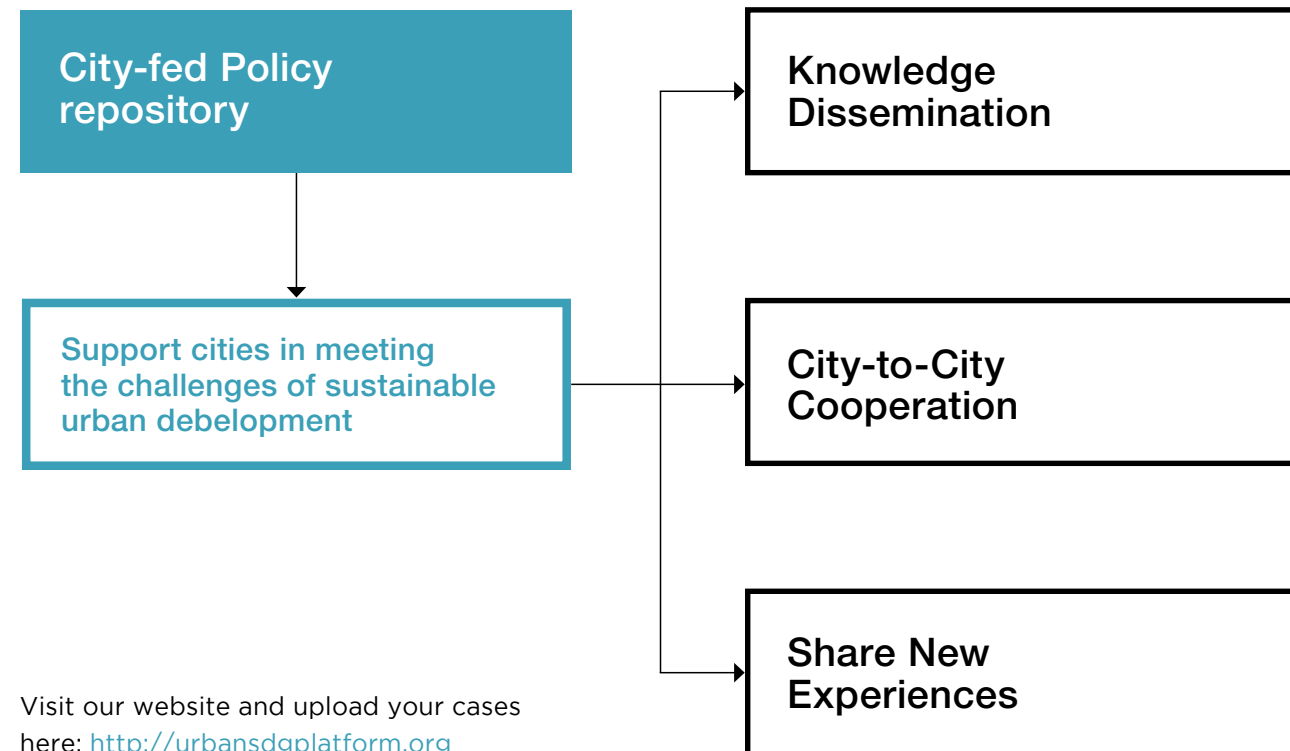 City-fed Policy
repository
Support cities in meeting
the challenges of sustainable
urban debelopment
Knowledge
Dissemination
City-to-City
Cooperation
Share New
Experiences
Visit our website and upload your cases
here: http://urbansdgplatform.org